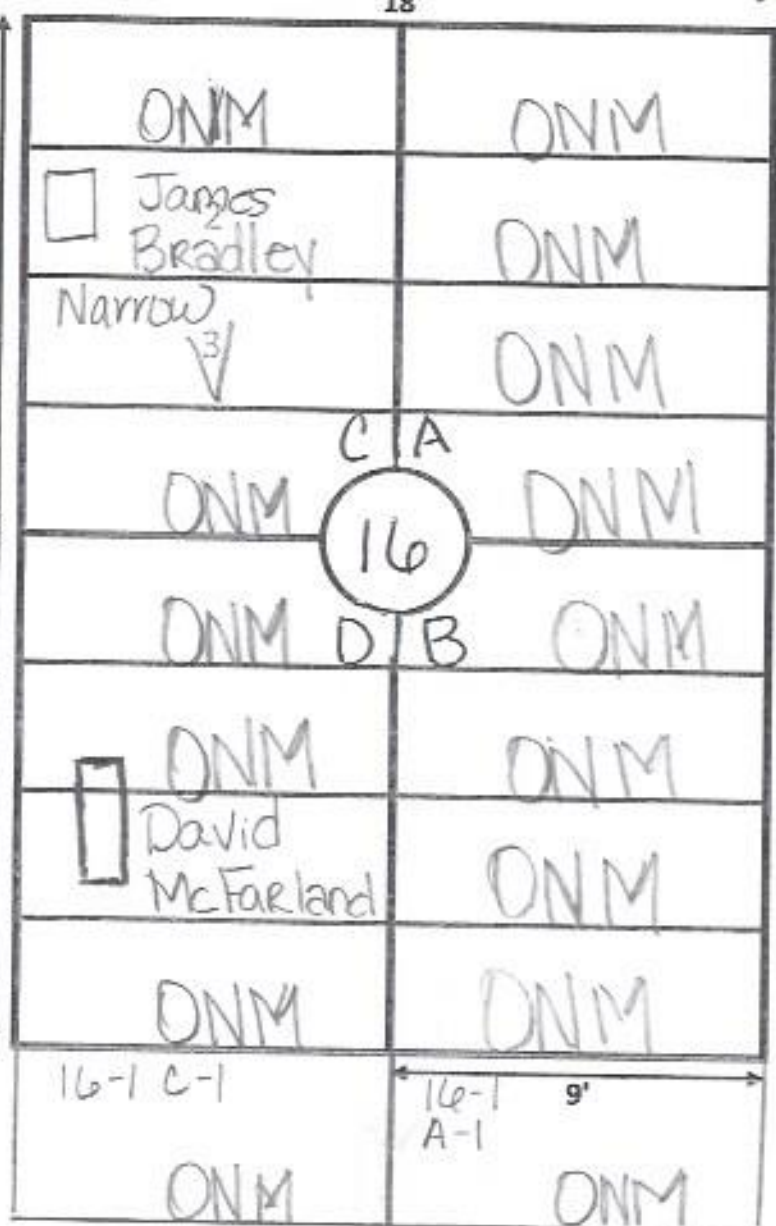 18
ONM ONM
James
Bradley
ONM
Narrow
3
ONM
C A
ONM ONM
16
ONM D B ONM
ONM ONM
David
McFarland
ONM
ONM ONM
16-1 C-1 16-1 9'
A-1
ONM ONM